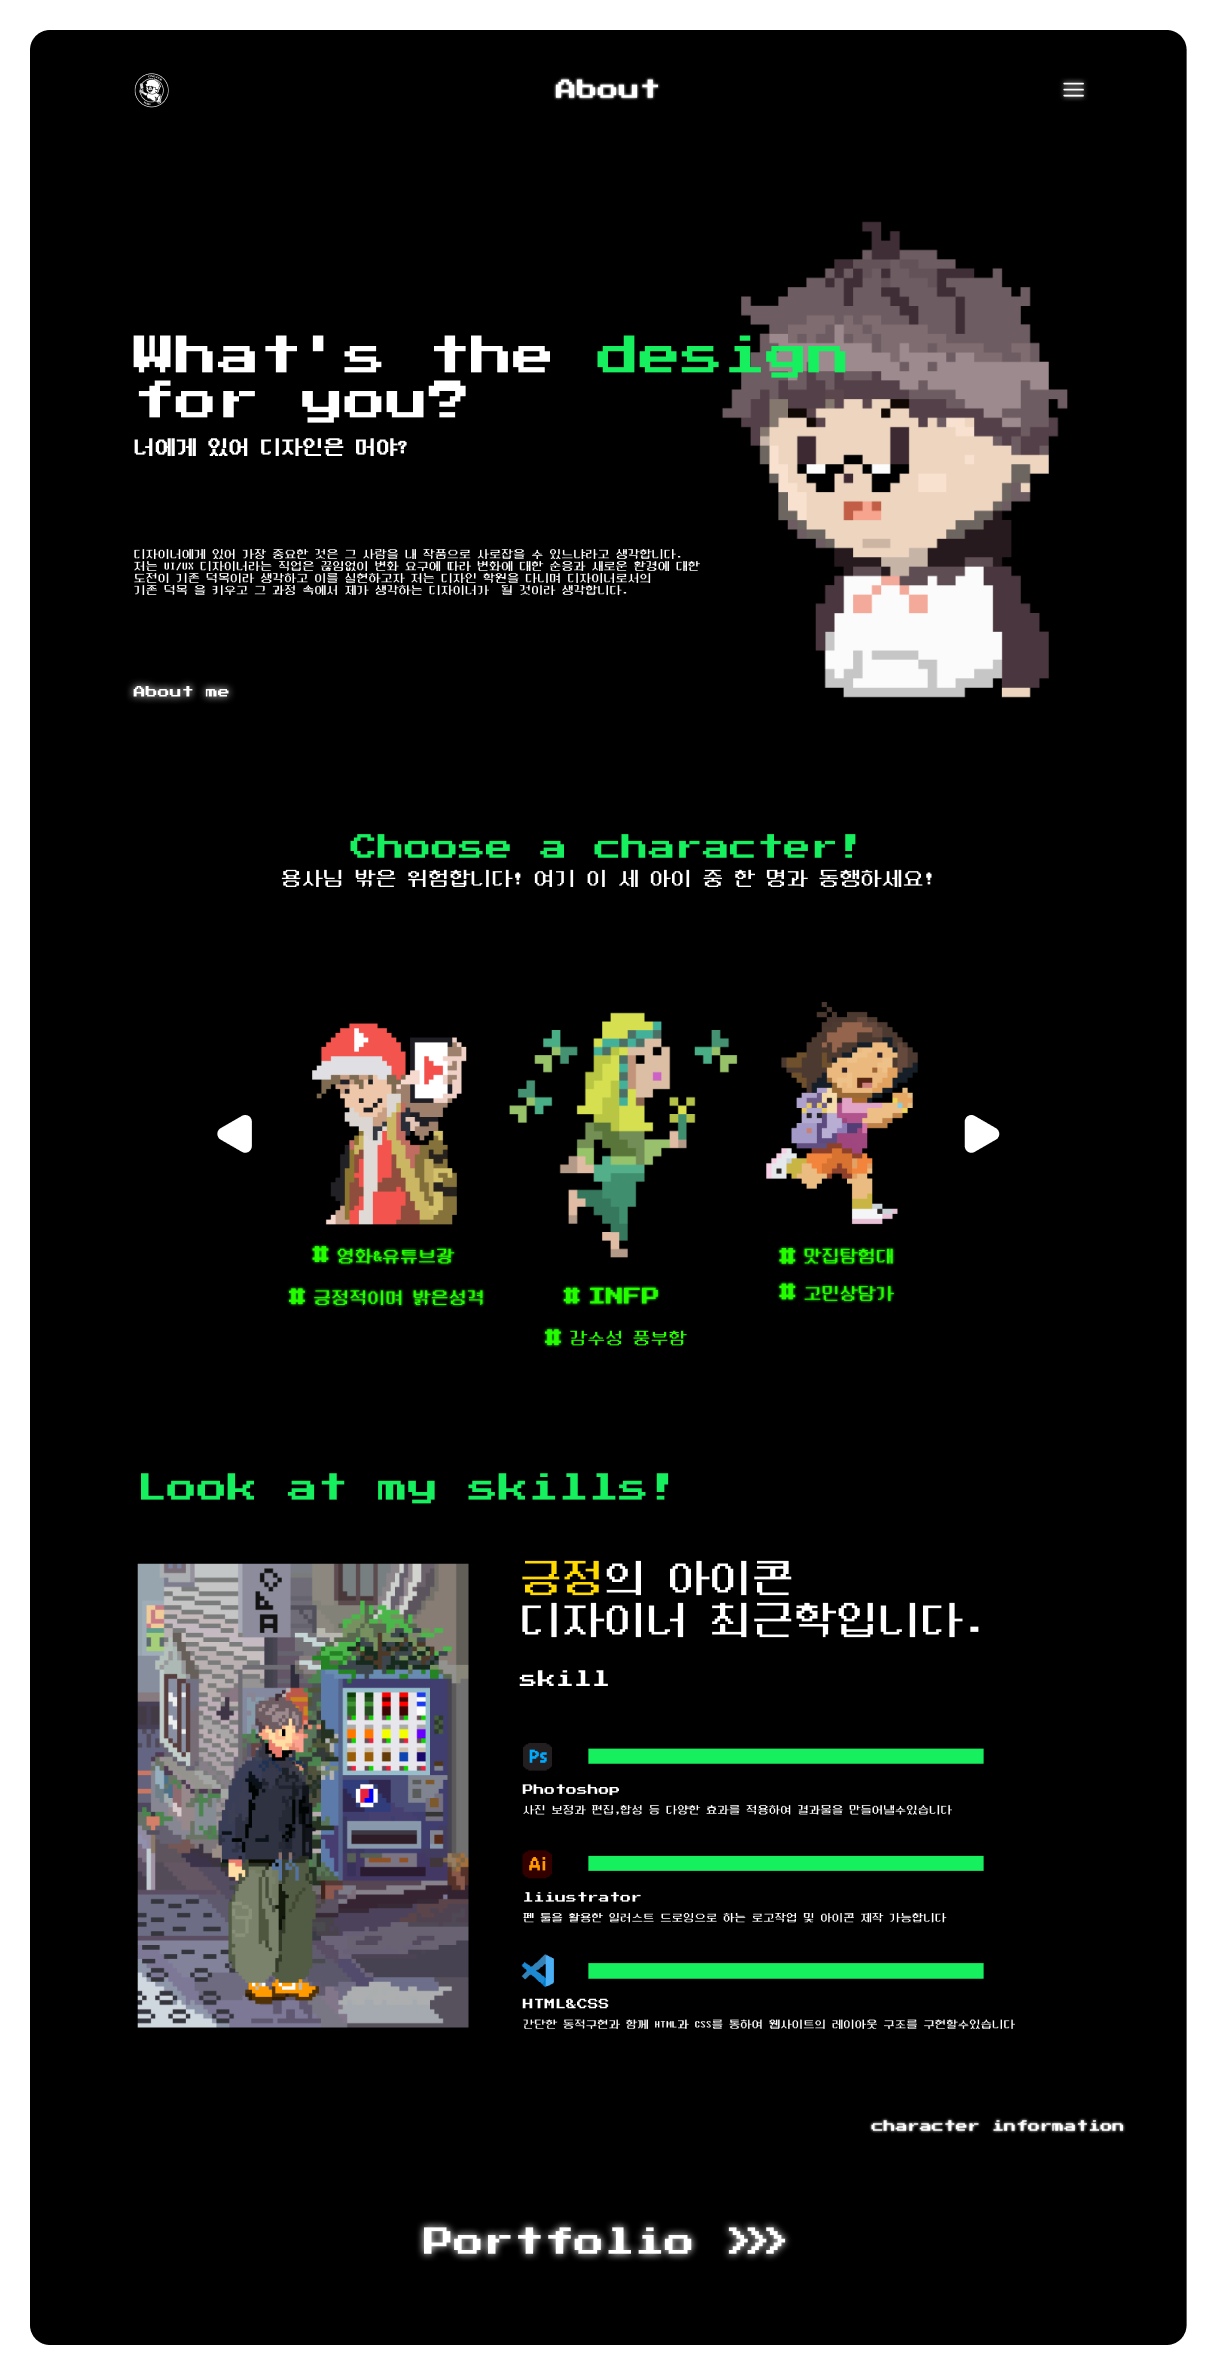 About
What's the design
for you?
너에게 있어 디자인은 머야?
디자이너에게 있어 가장 중요한 것은 그 사람을 내 작품으로 사로잡을 수 있느냐라고 생각합니다.
저는 UI/UX 디자이너라는 직업은 끊임없이 변화 요구에 따라 변화에 대한 순응과 새로운 환경에 대한
도전이 기존 덕목이라 생각하고 이를 실현하고자 저는 디자인 학원을 다니며 디자이너로서의
기존 덕목 을 키우고 그 과정 속에서 제가 생각하는 디자이너가 될 것이라 생각합니다.
About me
Choose a character!
용사님 밖은 위험합니다! 여기 이 세 아이 중 한 명과 동행하세요!
# 영화&유튜브광
# 긍정적이며 밝은성격
# INFP
# 감수성 풍부함
# 맛집탐험대
# 고민상담가
Look at my skills!
긍정의 아이콘
디자이너 최근학입니다.
skill
Ps
Photoshop
사진 보정과 편집,합성 등 다양한 효과를 적용하여 결과물을 만들어낼수있습니다
Ai
liiustrator
펜 툴을 활용한 일러스트 드로잉으로 하는 로고작업 및 아이콘 제작 가능합니다
HTML&CSS
간단한 동적구현과 함께 HTML과 CSS를 통하여 웹사이트의 레이아웃 구조를 구현할수있습니다
character information
Portfolio >>>